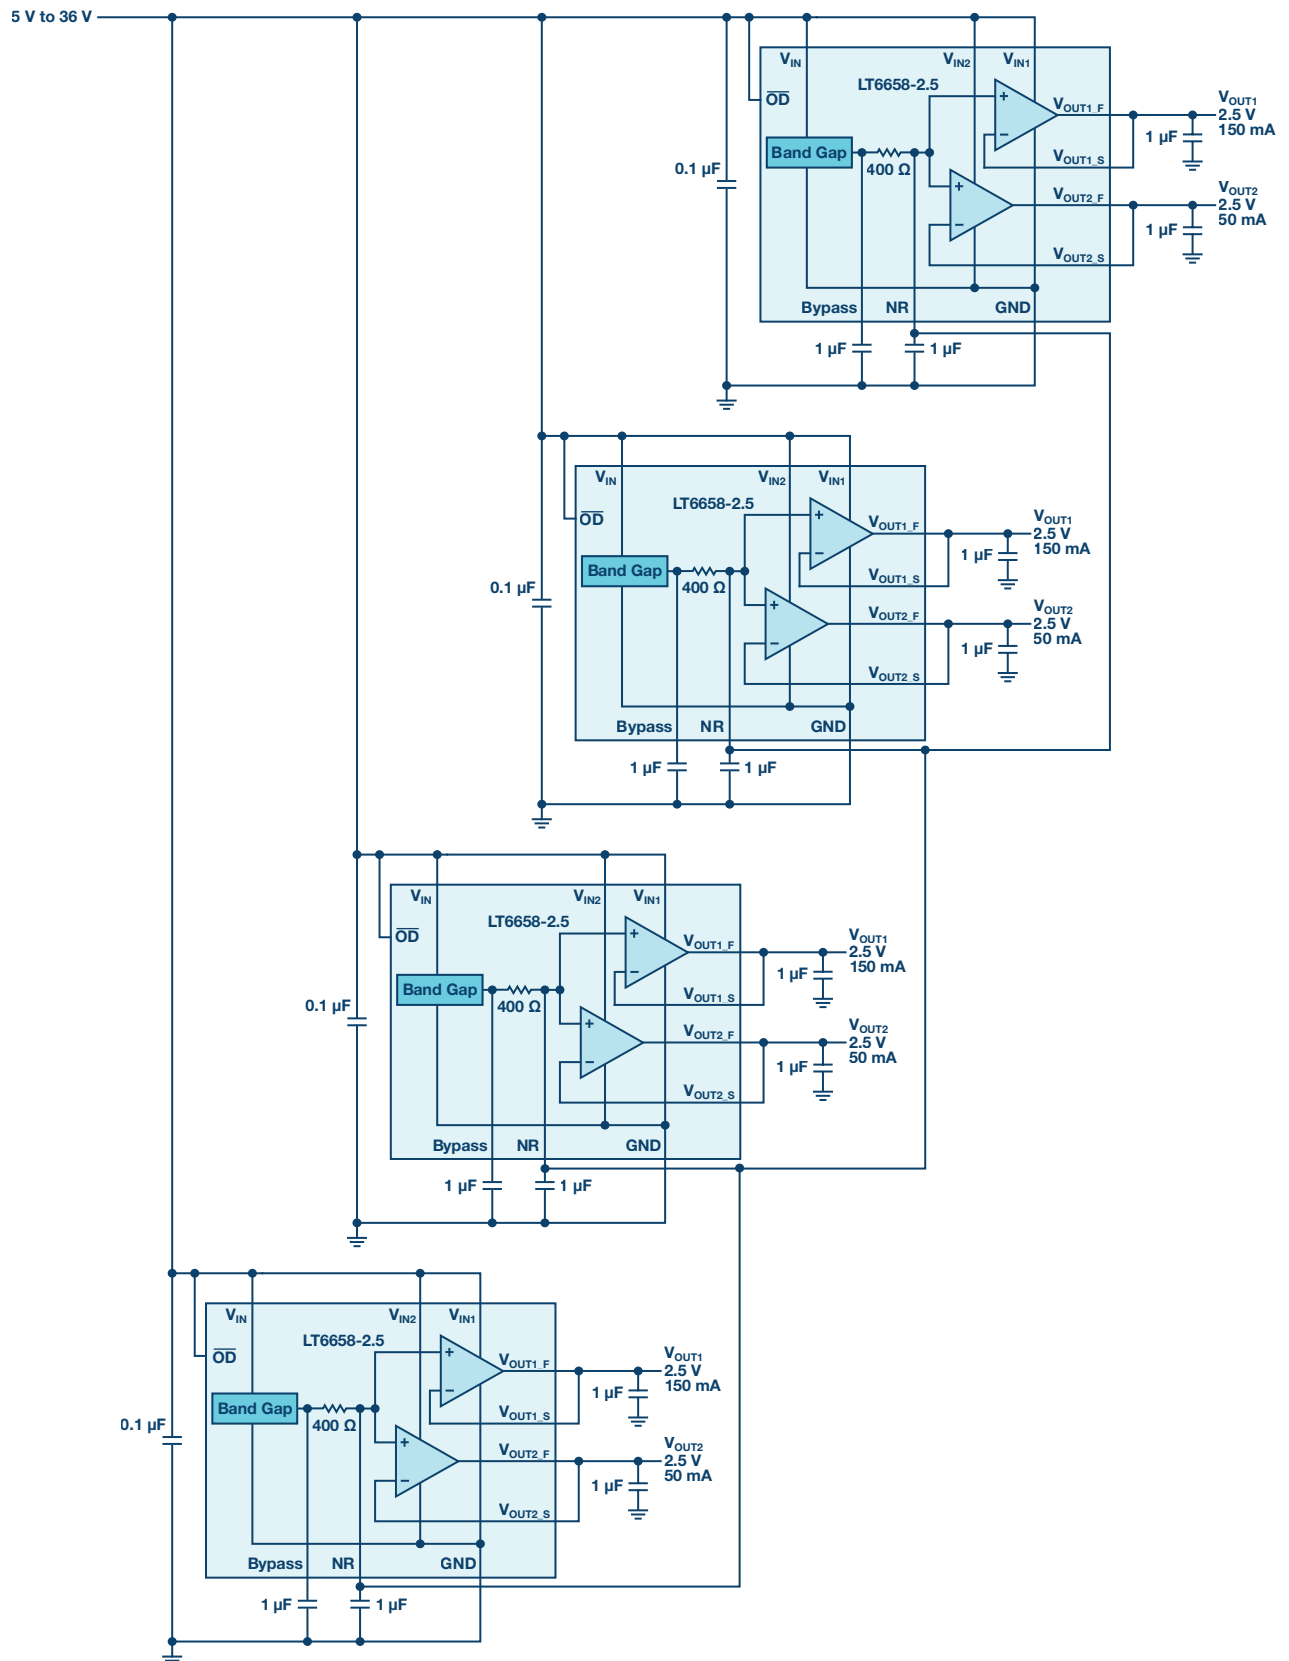 5 V to 36 V
VIN
VIN2
VIN1
LT6658-2.5
OD
VOUT1_F
VOUT1
2.5 V
150 mA
1 µF
Band Gap
400 Ω
VOUT1_S
0.1 µF
VOUT2_F
VOUT2
2.5 V
50 mA
1 µF
VOUT2_S
Bypass
NR
GND
1 µF
1 µF
VIN
VIN2
VIN1
LT6658-2.5
OD
VOUT1_F
VOUT1
2.5 V
150 mA
1 µF
Band Gap
400 Ω
VOUT1_S
0.1 µF
VOUT2_F
VOUT2
2.5 V
50 mA
1 µF
VOUT2_S
Bypass
NR
GND
1 µF
1 µF
VIN
VIN2
VIN1
LT6658-2.5
OD
VOUT1_F
VOUT1
2.5 V
150 mA
1 µF
Band Gap
400 Ω
VOUT1_S
0.1 µF
VOUT2_F
VOUT2
2.5 V
50 mA
1 µF
VOUT2_S
Bypass
NR
GND
1 µF
1 µF
VIN
VIN2
VIN1
LT6658-2.5
OD
VOUT1_F
VOUT1
2.5 V
150 mA
1 µF
Band Gap
400 Ω
VOUT1_S
0.1 µF
VOUT2_F
VOUT2
2.5 V
50 mA
1 µF
VOUT2_S
Bypass
NR
GND
1 µF
1 µF